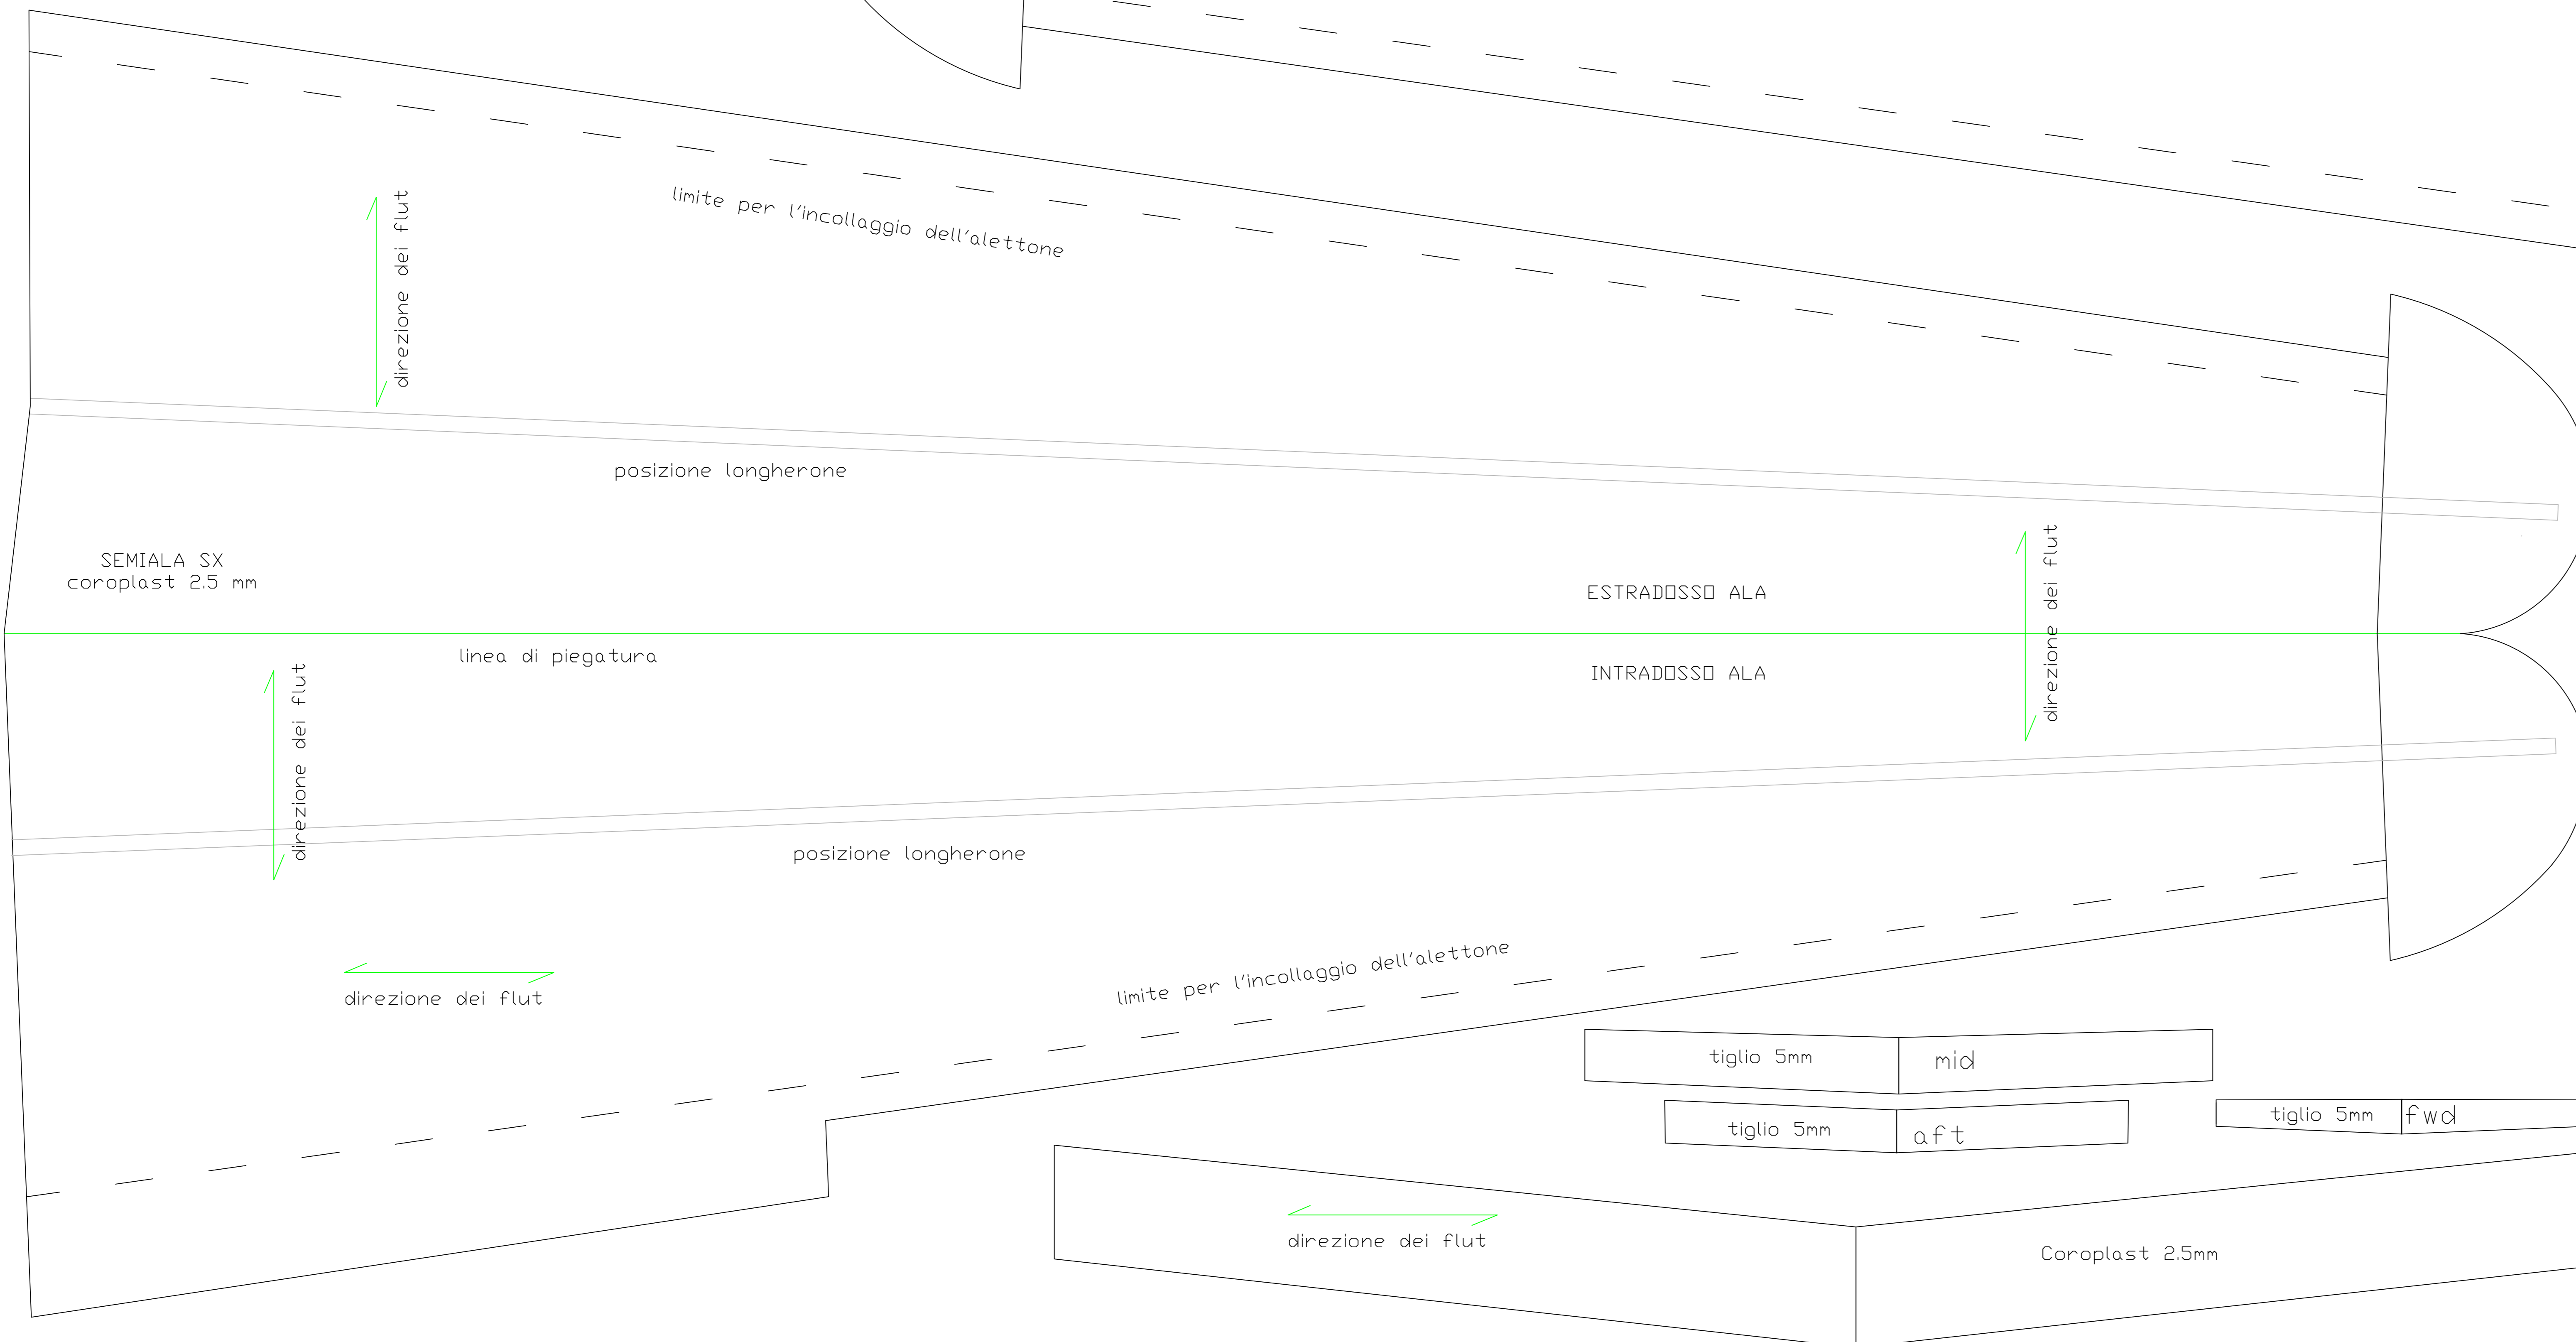 limite per l'incollaggio dell'alettone
direzione dei flut
posizione longherone
SEMIALA SX
coroplast 2.5 mm
ESTRADOSSO ALA
direzione dei flut
linea di piegatura
INTRADOSSO ALA
direzione dei flut
posizione longherone
limite per l'incollaggio dell'alettone
direzione dei flut
tiglio 5mm
mid
tiglio 5mm
aft
tiglio 5mm
fwd
direzione dei flut
Coroplast 2.5mm